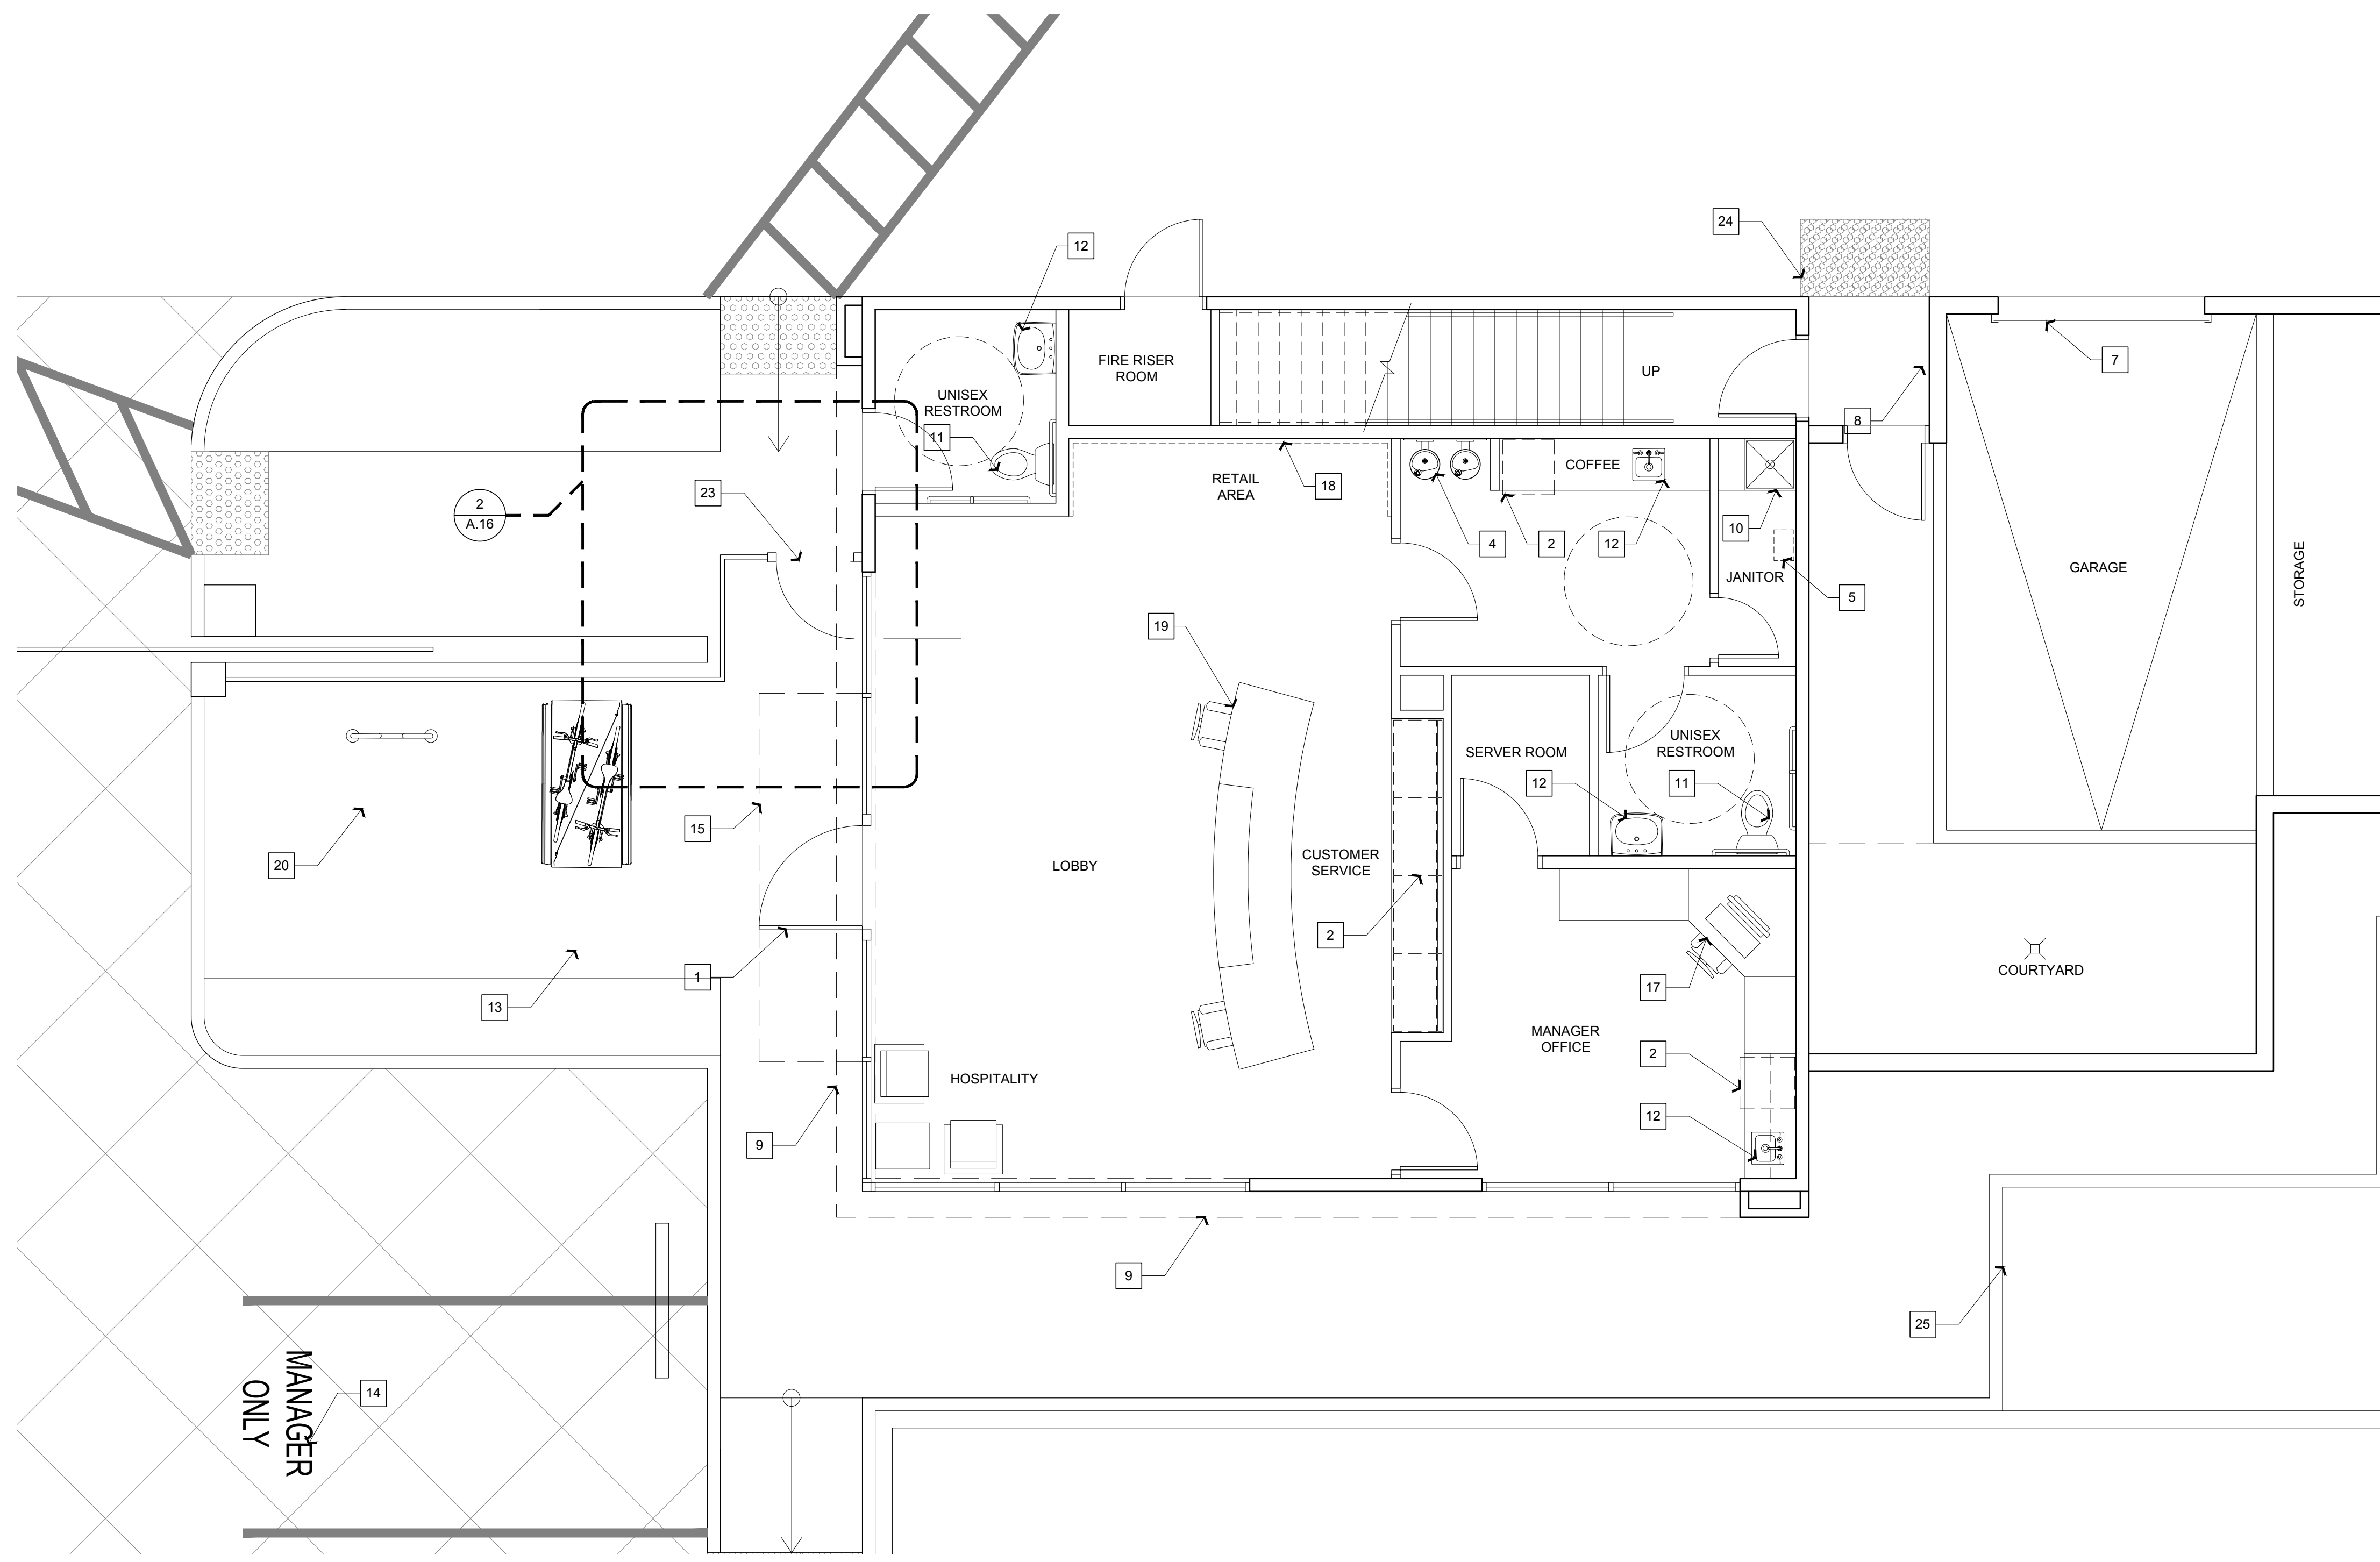 24
12
7
FIRE RISER
ROOM
UP
UNISEX
RESTROOM
8
11
RETAIL
AREA
COFFEE
18
23
2
A.16
10
4
2
12
STORAGE
GARAGE
JANITOR
5
19
UNISEX
RESTROOM
SERVER ROOM
12
11
15
20
LOBBY
CUSTOMER
SERVICE
2
1
13
17
COURTYARD
MANAGER
OFFICE
2
HOSPITALITY
12
9
9
25
14
MANAGER
ONLY